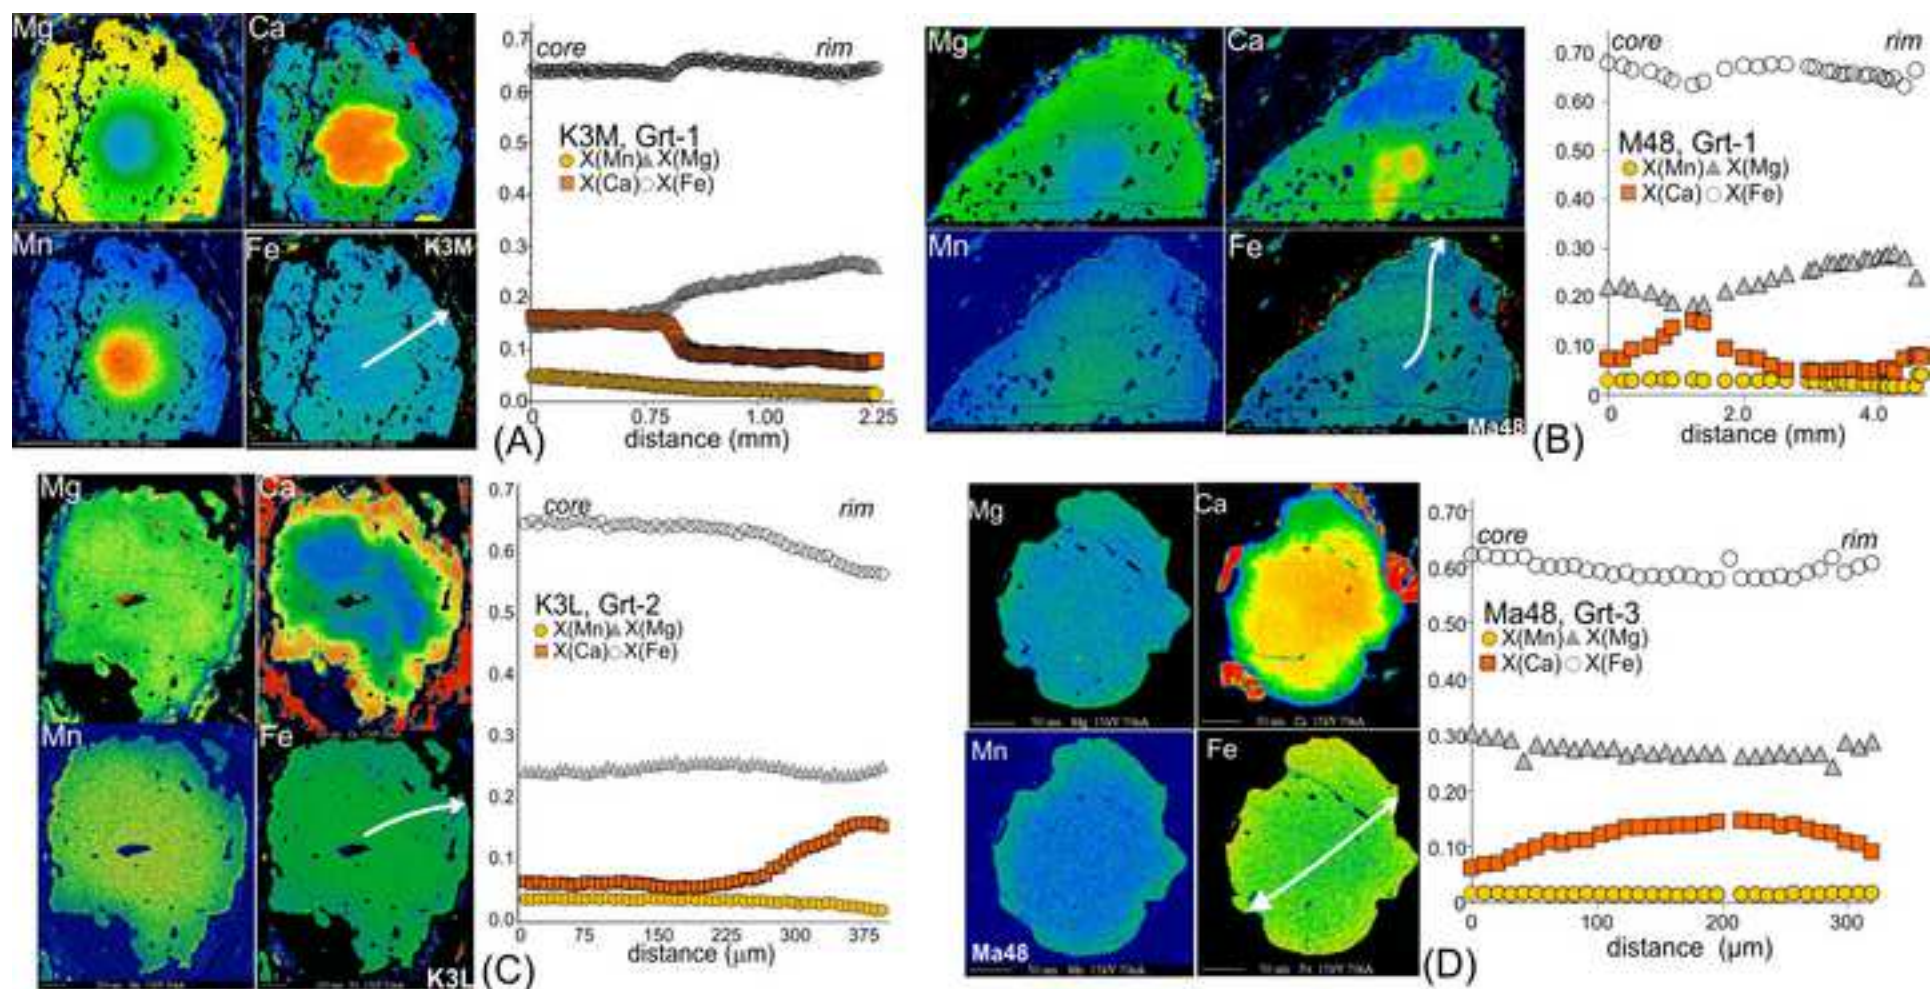 Mg
Ca
Mn
Fe
K3M
0.7
0.6
0.5
0.4
0.3
0.2
0.1
0.0
core
rim
K3M, Grt-1
X(Mn) X(Mg)
X(Ca) X(Fe)
0 0.75 1.00 2.25
distance (mm)
(A)
Mg
Ca
Mn
Fe
Ma48
0.70
0.60
0.50
0.40
0.30
0.20
0.10
0
core
rim
M48, Grt-1
X(Mn) X(Mg)
X(Ca) X(Fe)
0 2.0 4.0
distance (mm)
(B)
Mg
Ca
Mn
Fe
K3L
0.7
0.6
0.5
0.4
0.3
0.2
0.1
0.0
core
rim
K3L, Grt-2
X(Mn) X(Mg)
X(Ca) X(Fe)
0 75 150 225 300 375
distance (μm)
(C)
Mg
Ca
Mn
Fe
Ma48
0.70
0.60
0.50
0.40
0.30
0.20
0.10
0
core
rim
Ma48, Grt-3
X(Mn) X(Mg)
X(Ca) X(Fe)
0 100 200 300
distance (μm)
(D)